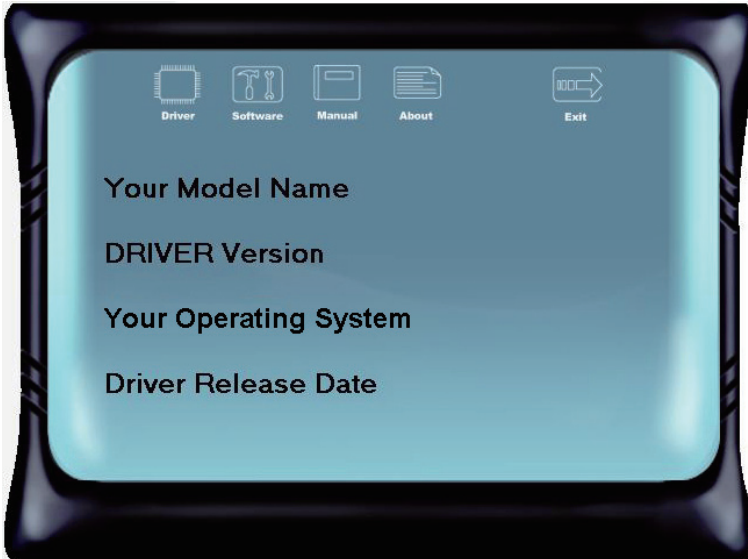 Driver
Software
Manual
About
Exit
Your Model Name
DRIVER Version
Your Operating System
Driver Release Date